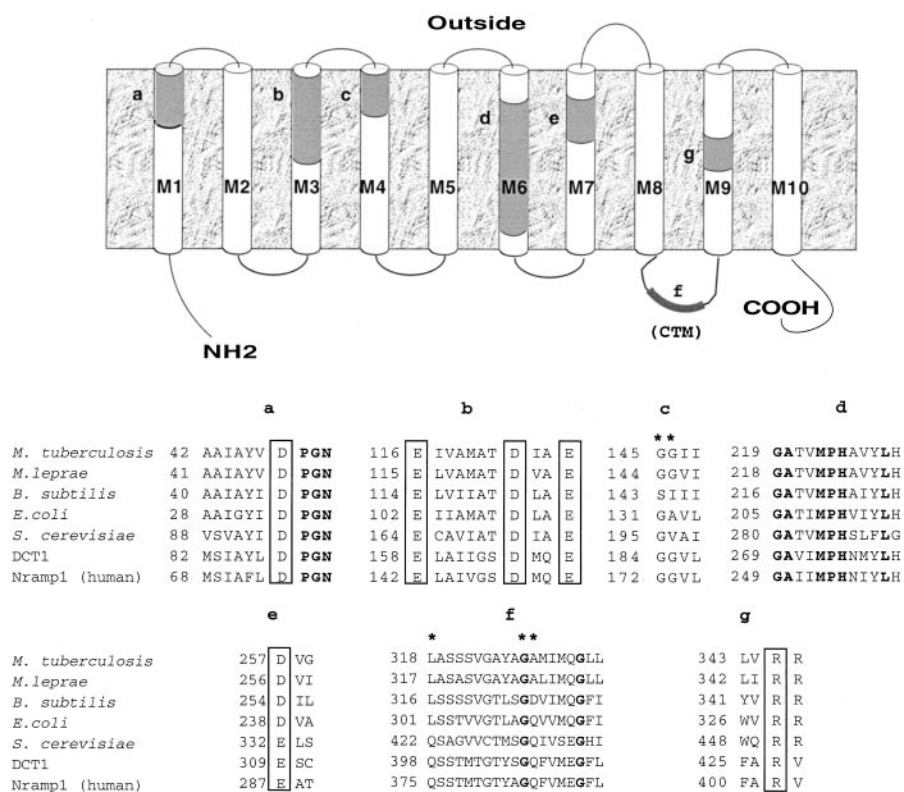 Outside
a b c d e g
M1 M2 M3 M4 M5 M6 M7 M8 M9 M10
f
(CTM)
NH2
COOH
a b c d
** 
M. tuberculosis 42 AAIAYV D PGN 116 E IVAMAT D IA E 145 GGII 219 GATVMPHAVYLH
M.leprae 41 AAIAYV D PGN 115 E LVAMAT D VA E 144 GGVI 218 GATVMPHAVYLH
B. subtilis 40 AAIAYI D PGN 114 E LVIIAT D LA E 143 SIII 216 GATVMPHAIYLH
E.coli 28 AAIGYI D PGN 102 E IIAMAT D LA E 131 GAVL 205 GATIMPHVIYLH
S. cerevisiae 88 VSVAYI D PGN 164 E CAVIAT D IA E 195 GVAI 280 GATVMPHSLFLG
DCT1 82 MSIAYL D PGN 158 E LAIIGS D MQ E 184 GGVL 269 GAVIMPHNMYLH
Nramp1 (human) 68 MSIAFL D PGN 142 E LAIVGS D MQ E 172 GGVL 249 GAIIMPHNIYLH
e f g
* **
M. tuberculosis 257 D VG 318 LASSSVGAYAGAMIMQGLL 343 LV R R
M.leprae 256 D VI 317 LASASVGAYAGALIMQGLL 342 LI R R
B. subtilis 254 D IL 316 LSSSSVGTLSGDVIMQGFI 341 YV R R
E.coli 238 D VA 301 LSSTVVGTLAGQVVMQGFI 326 WV R R
S. cerevisiae 332 E LS 422 QSAGVVCTMSGQIVSEGHI 448 WQ R R
DCT1 309 E SC 398 QSSTMTGTYSGQFVMEGFL 425 FA R V
Nramp1 (human) 287 E AT 375 QSSTMTGTYAGQFVMEGFL 400 FA R V